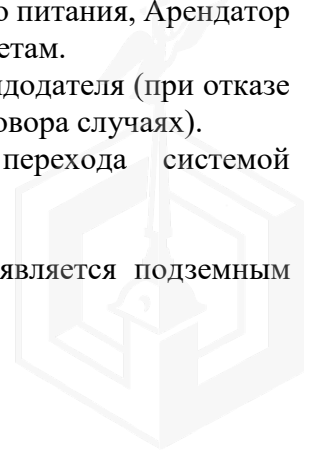 о питания, Арендатор
етам.
ндодателя (при отказе
овора случаях).
перехода системой
является подземным